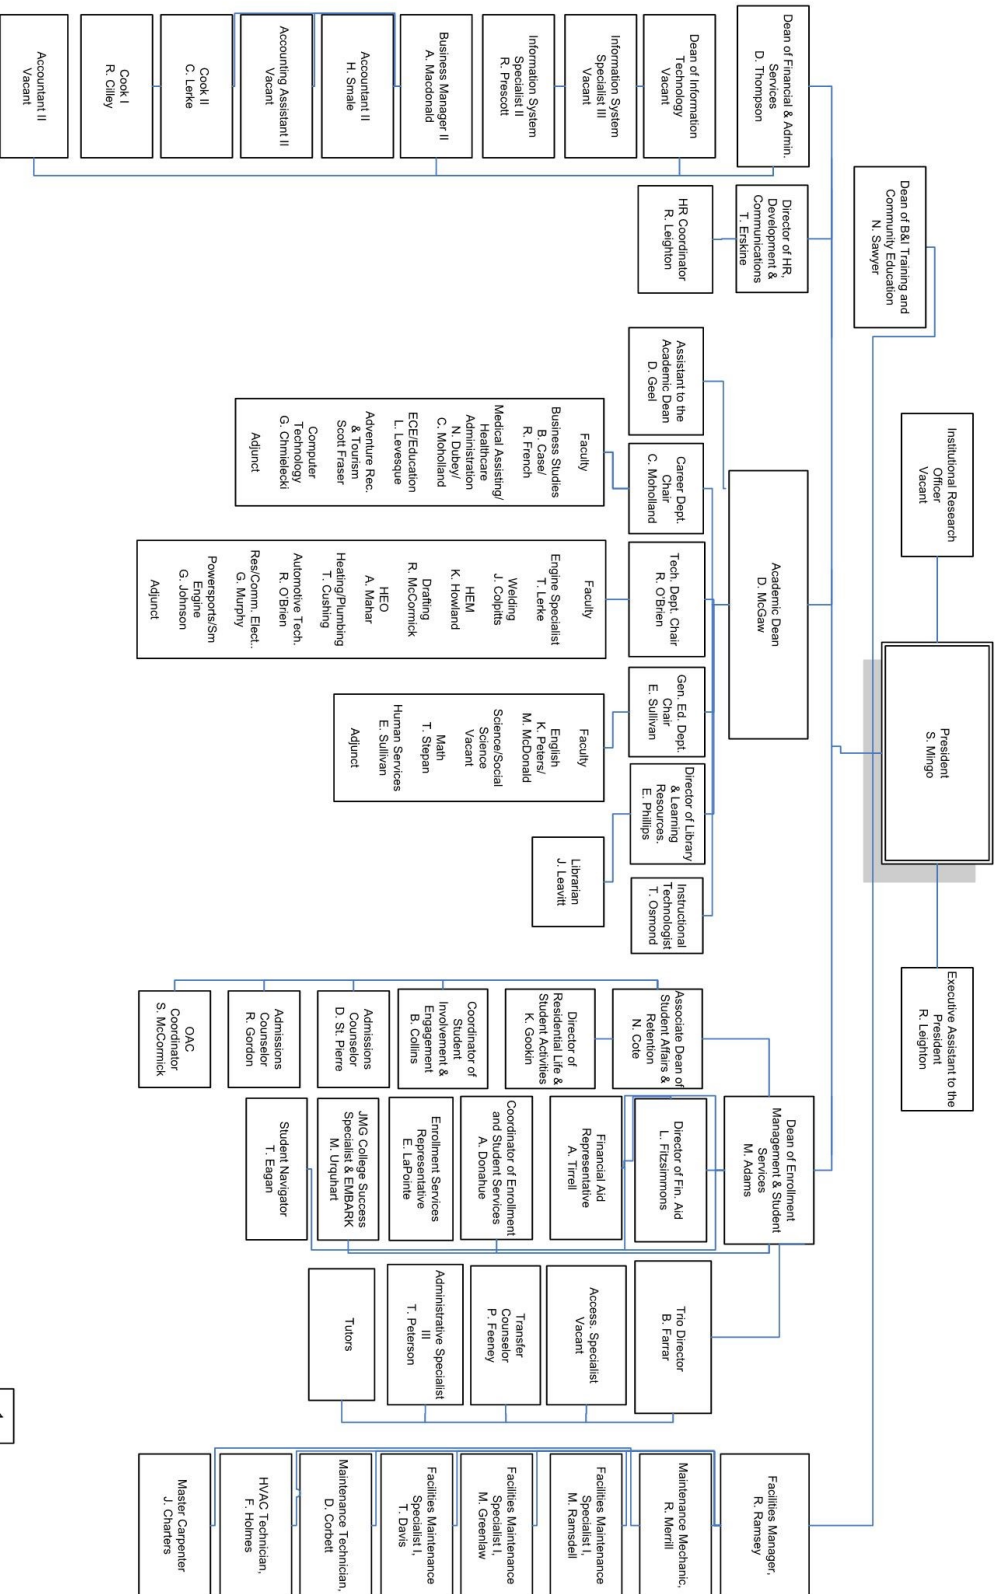 President
S. Mingo
Institutional Research
Officer
Vacant
Executive Assistant to the
President
R. Leighton
Dean of B&I Training and
Community Education
N. Sawyer
Dean of Financial & Admin.
Services
D. Thompson
Director of HR,
Development &
Communications
T. Erskine
Academic Dean
D. McGaw
Dean of Enrollment
Management & Student
Services
M. Adams
Facilities Manager,
R. Ramsey
Dean of Information
Technology
Vacant
Information System
Specialist III
Vacant
Information System
Specialist II
R. Prescott
Business Manager II
A. Macdonald
Accountant II
H. Smale
Accounting Assistant II
Vacant
Cook II
C. Lerke
Cook I
R. Cilley
Accountant II
Vacant
HR Coordinator
R. Leighton
Assistant to the
Academic Dean
D. Geel
Career Dept.
Chair
C. Moholland
Tech. Dept. Chair
R. O'Brien
Gen. Ed. Dept.
Chair
E. Sullivan
Director of Library
& Learning
Resources.
E. Phillips
Instructional
Technologist
T. Osmond
Faculty
Business Studies
B. Case/
R. French
Medical Assisting/
Healthcare
Administration
N. Dubey/
C. Moholland
ECE/Education
L. Levesque
Adventure Rec.
& Tourism
Scott Fraser
Computer
Technology
G. Chmielecki
Adjunct
Faculty
Engine Specialist
T. Lerke
Welding
J. Colpitts
HEM
K. Howland
Drafting
R. McCormick
HEO
A. Mahar
Heating/Plumbing
T. Cushing
Automotive Tech.
R. O'Brien
Res/Comm. Elect..
G. Murphy
Powersports/Sm
Engine
G. Johnson
Adjunct
Faculty
English
K. Peters/
M. McDonald
Science/Social
Science
Vacant
Math
T. Stepan
Human Services
E. Sullivan
Adjunct
Librarian
J. Leavitt
Associate Dean of
Student Affairs &
Retention
N. Cote
Director of
Residential Life &
Student Activities
K. Gookin
Coordinator of
Student
Involvement &
Engagement
B. Collins
Admissions
Counselor
D. St. Pierre
Admissions
Counselor
R. Gordon
OAC
Coordinator
S. McCormick
Director of Fin. Aid
L. Fitzsimmons
Financial Aid
Representative
A. Tirrell
Coordinator of Enrollment
and Student Services
A. Donahue
Enrollment Services
Representative
E. LaPointe
JMG College Success
Specialist & EMBARK
M. Urquhart
Student Navigator
T. Eagan
Trio Director
B. Farrar
Access. Specialist
Vacant
Transfer
Counselor
P. Feeney
Administrative Specialist
III
T. Peterson
Tutors
Maintenance Mechanic,
R. Merrill
Facilities Maintenance
Specialist I,
M. Ramsdell
Facilities Maintenance
Specialist I,
M. Greenlaw
Facilities Maintenance
Specialist I,
T. Davis
Maintenance Technician,
D. Corbett
HVAC Technician,
F. Holmes
Master Carpenter
J. Charters